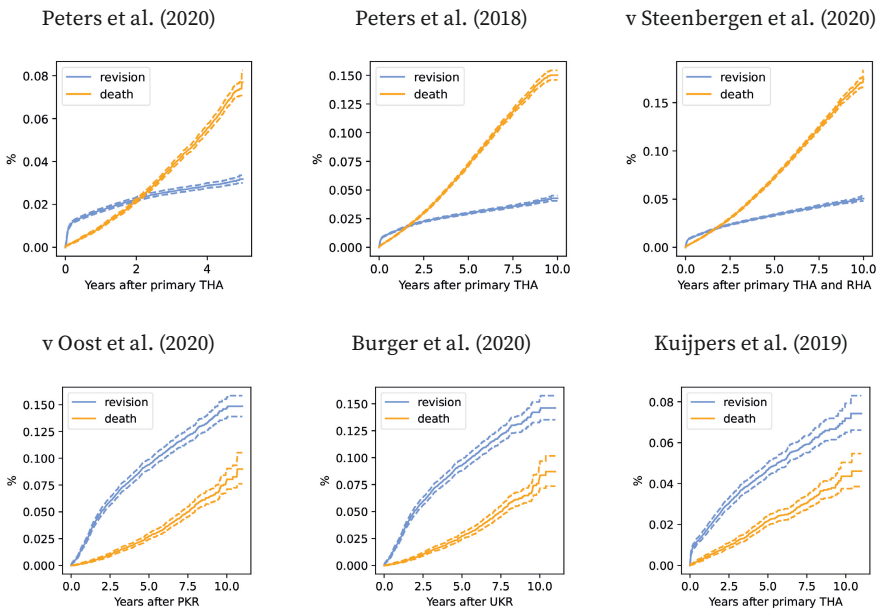 Peters et al. (2020)
Peters et al. (2018)
v Steenbergen et al. (2020)
0.08
0.06
0.04
0.02
0.00
%
revision
death
0
2
4
Years after primary THA
0.150
0.125
0.100
0.075
0.050
0.025
0.000
%
revision
death
0.0
2.5
5.0
7.5
10.0
Years after primary THA
0.15
0.10
0.05
0.00
%
revision
death
0.0
2.5
5.0
7.5
10.0
Years after primary THA and RHA
v Oost et al. (2020)
Burger et al. (2020)
Kuijpers et al. (2019)
0.150
0.125
0.100
0.075
0.050
0.025
0.000
%
revision
death
0.0
2.5
5.0
7.5
10.0
Years after PKR
0.150
0.125
0.100
0.075
0.050
0.025
0.000
%
revision
death
0.0
2.5
5.0
7.5
10.0
Years after UKR
0.08
0.06
0.04
0.02
0.00
%
revision
death
0.0
2.5
5.0
7.5
10.0
Years after primary THA